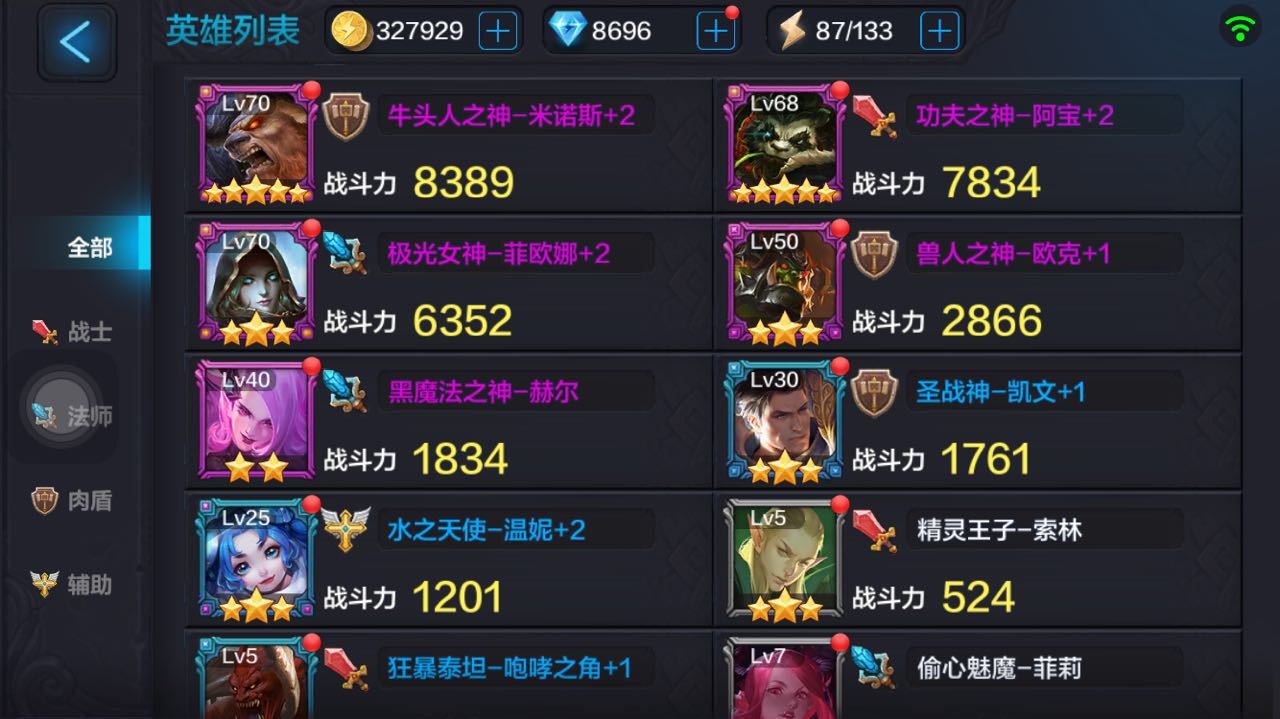 英雄列表 327929 8696 87/133
全部
战士
法师
肉盾
辅助
Lv70 牛头人之神-米诺斯+2
战斗力 8389
Lv68 功夫之神-阿宝+2
战斗力 7834
Lv70 极光女神-菲欧娜+2
战斗力 6352
Lv50 兽人之神-欧克+1
战斗力 2866
Lv40 黑魔法之神-赫尔
战斗力 1834
Lv30 圣战神-凯文+1
战斗力 1761
Lv25 水之天使-温妮+2
战斗力 1201
Lv5 精灵王子-索林
战斗力 524
Lv5 狂暴泰坦-咆哮之角+1
Lv7 偷心魅魔-菲莉